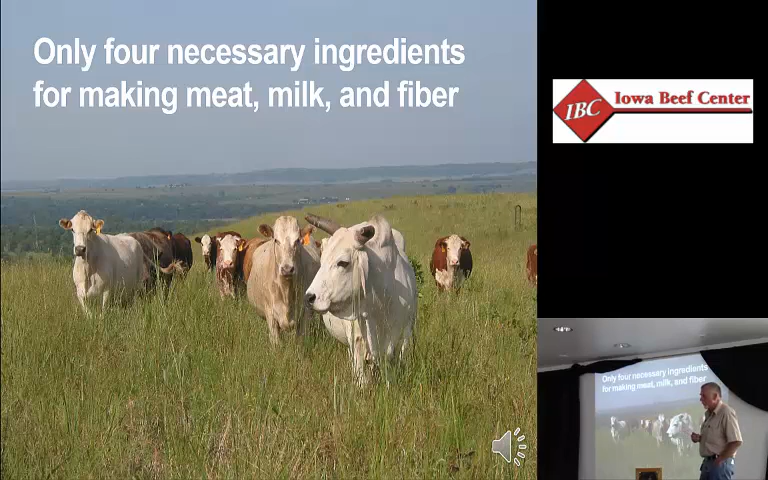 Only four necessary ingredients
for making meat, milk, and fiber
IBC Iowa Beef Center
Only four necessary ingredients
for making meat, milk, and fiber